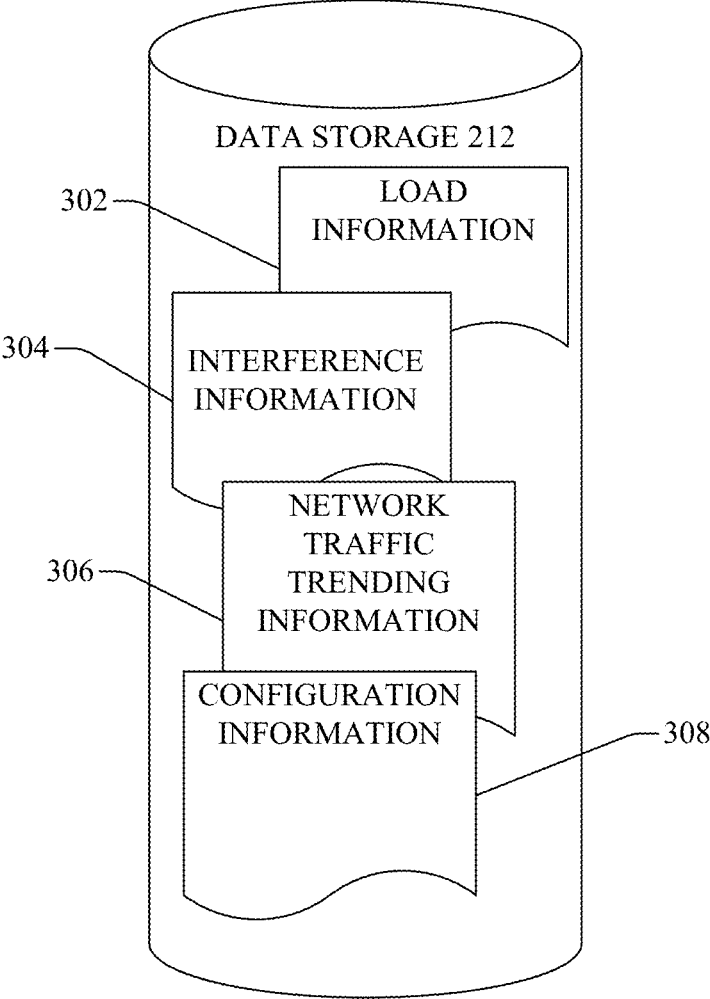 DATA STORAGE 212
302
LOAD
INFORMATION
304
INTERFERENCE
INFORMATION
306
NETWORK
TRAFFIC
TRENDING
INFORMATION
CONFIGURATION
INFORMATION
308